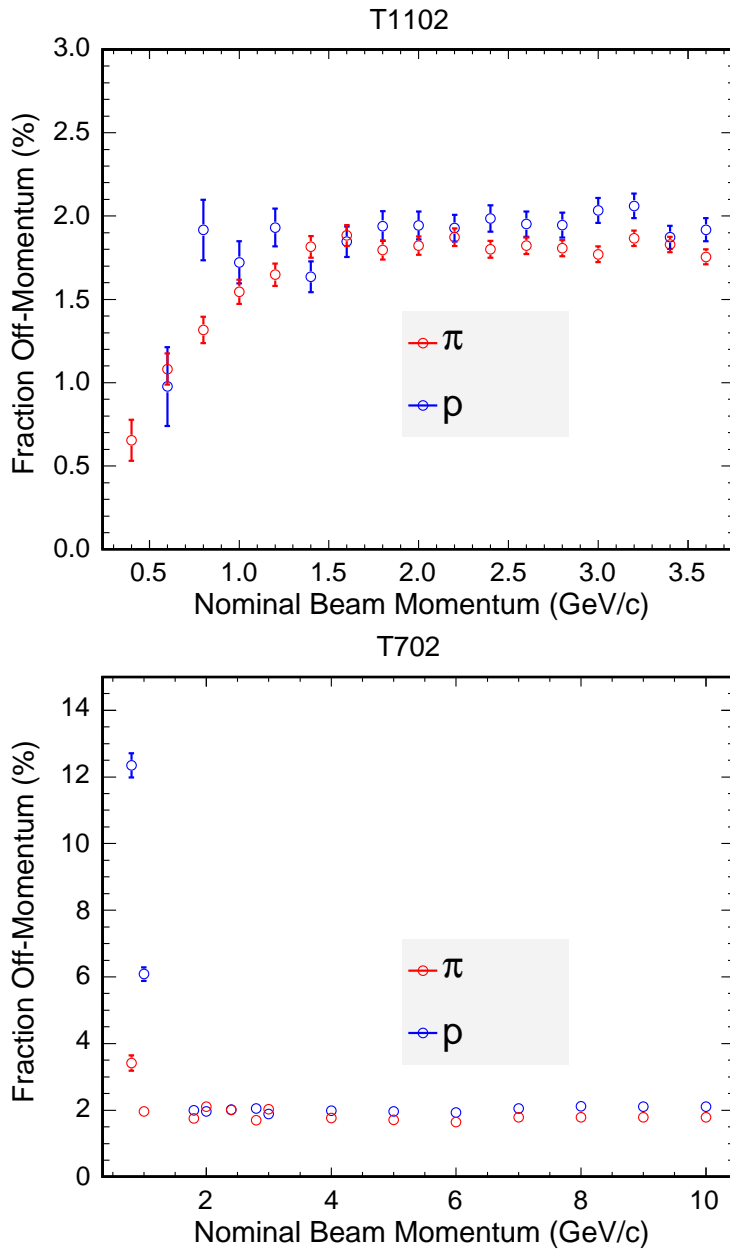 T1102
Fraction Off-Momentum (%)
3.0
2.5
2.0
1.5
1.0
0.5
0.0
π
p
0.5 1.0 1.5 2.0 2.5 3.0 3.5
Nominal Beam Momentum (GeV/c)
T702
Fraction Off-Momentum (%)
14
12
10
8
6
4
2
0
π
p
2 4 6 8 10
Nominal Beam Momentum (GeV/c)